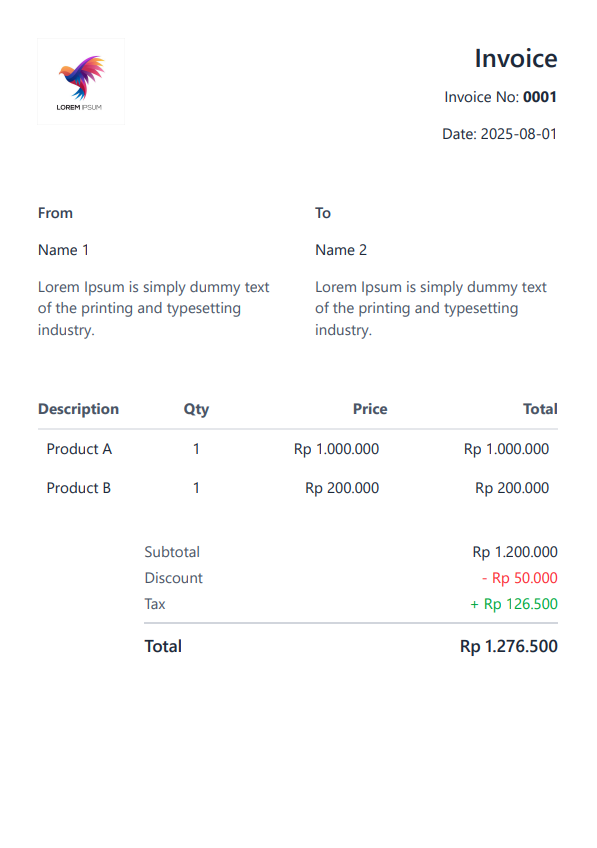 LOREM IPSUM
Invoice
Invoice No: 0001
Date: 2025-08-01
From
Name 1
Lorem Ipsum is simply dummy text
of the printing and typesetting
industry.
To
Name 2
Lorem Ipsum is simply dummy text
of the printing and typesetting
industry.
Description Qty Price Total
Product A 1 Rp 1.000.000 Rp 1.000.000
Product B 1 Rp 200.000 Rp 200.000
Subtotal Rp 1.200.000
Discount - Rp 50.000
Tax + Rp 126.500
Total Rp 1.276.500